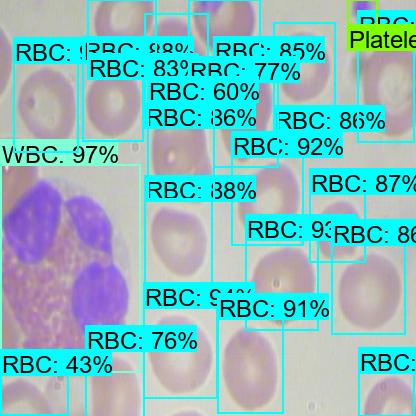 RBC:
Platele
RBC: 9
RBC: 88%
RBC: 85%
RBC: 83%
RBC: 77%
RBC: 60%
RBC: 86%
RBC: 86%
RBC: 92%
WBC: 97%
RBC: 88%
RBC: 87%
RBC: 93
RBC: 86
RBC: 94%
RBC: 91%
RBC: 76%
RBC: 43%
RBC: